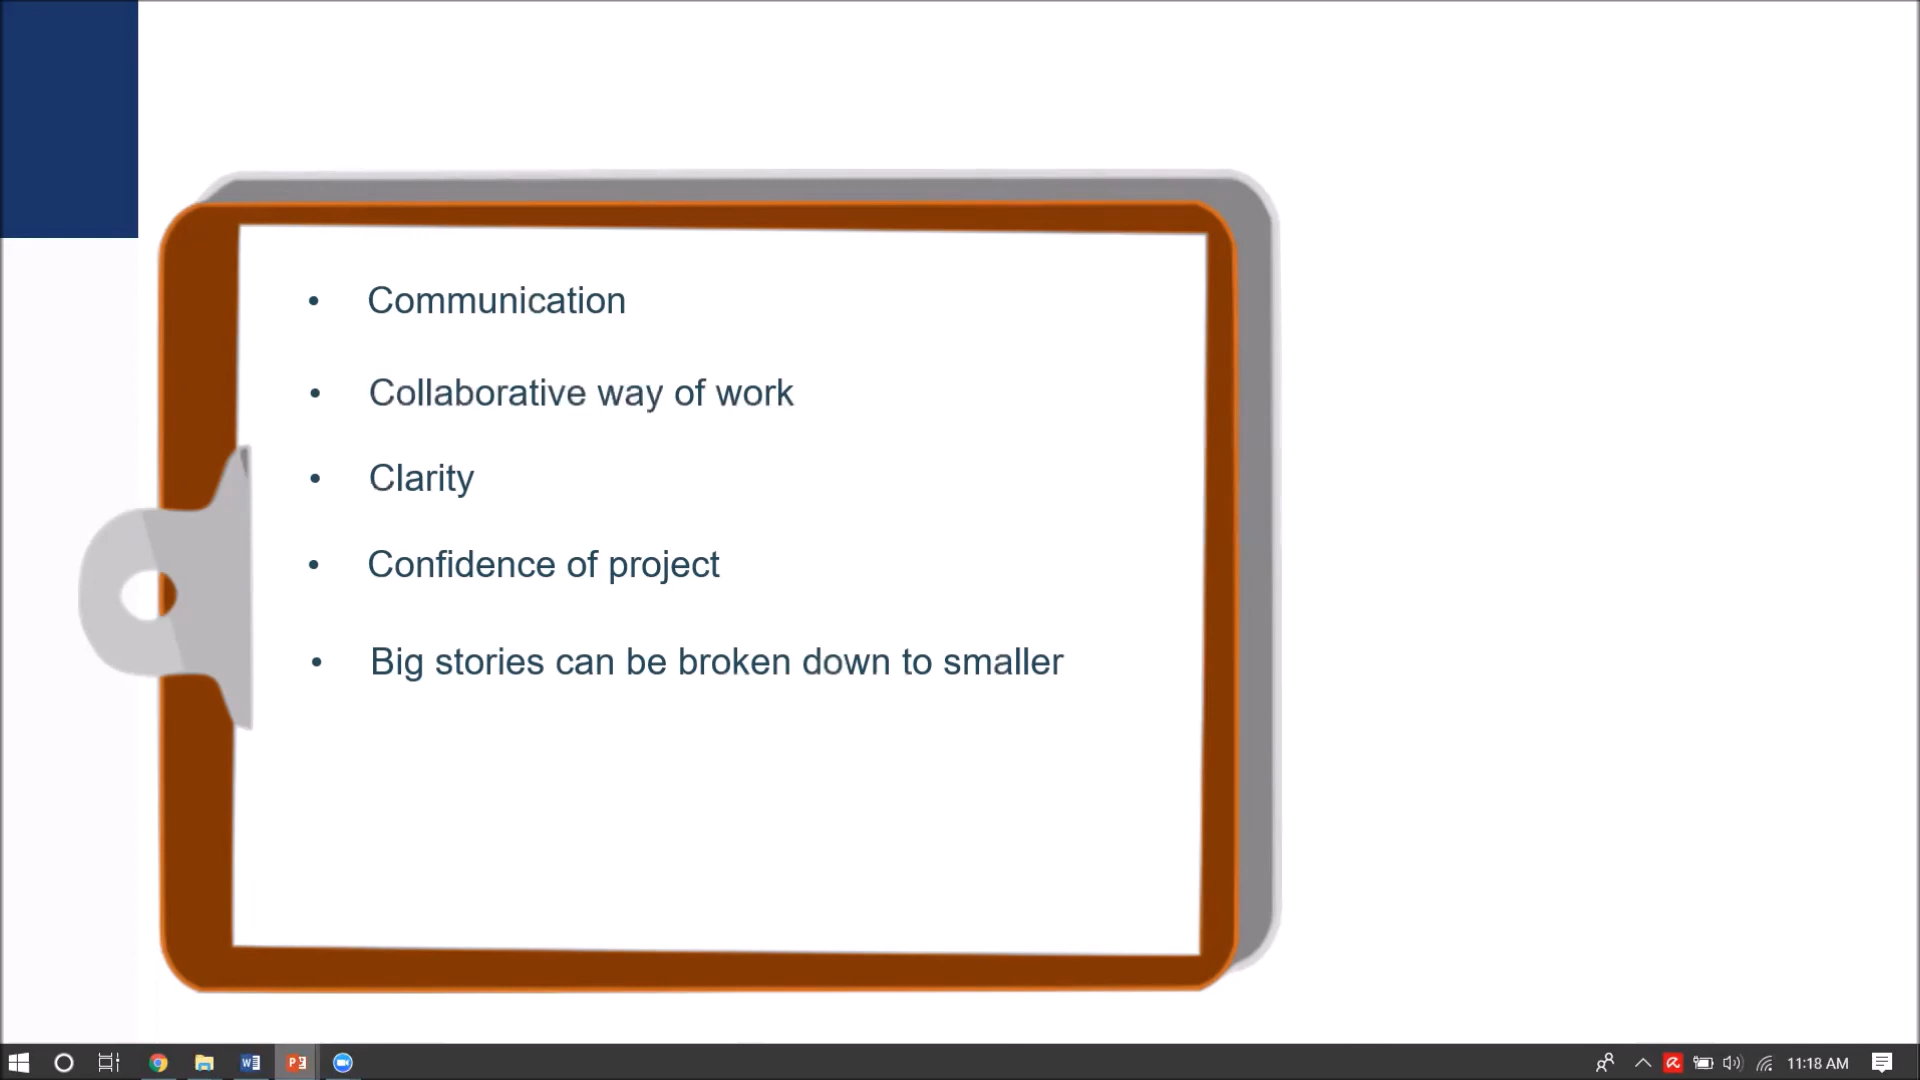 • Communication
• Collaborative way of work
• Clarity
• Confidence of project
• Big stories can be broken down to smaller
11:18 AM